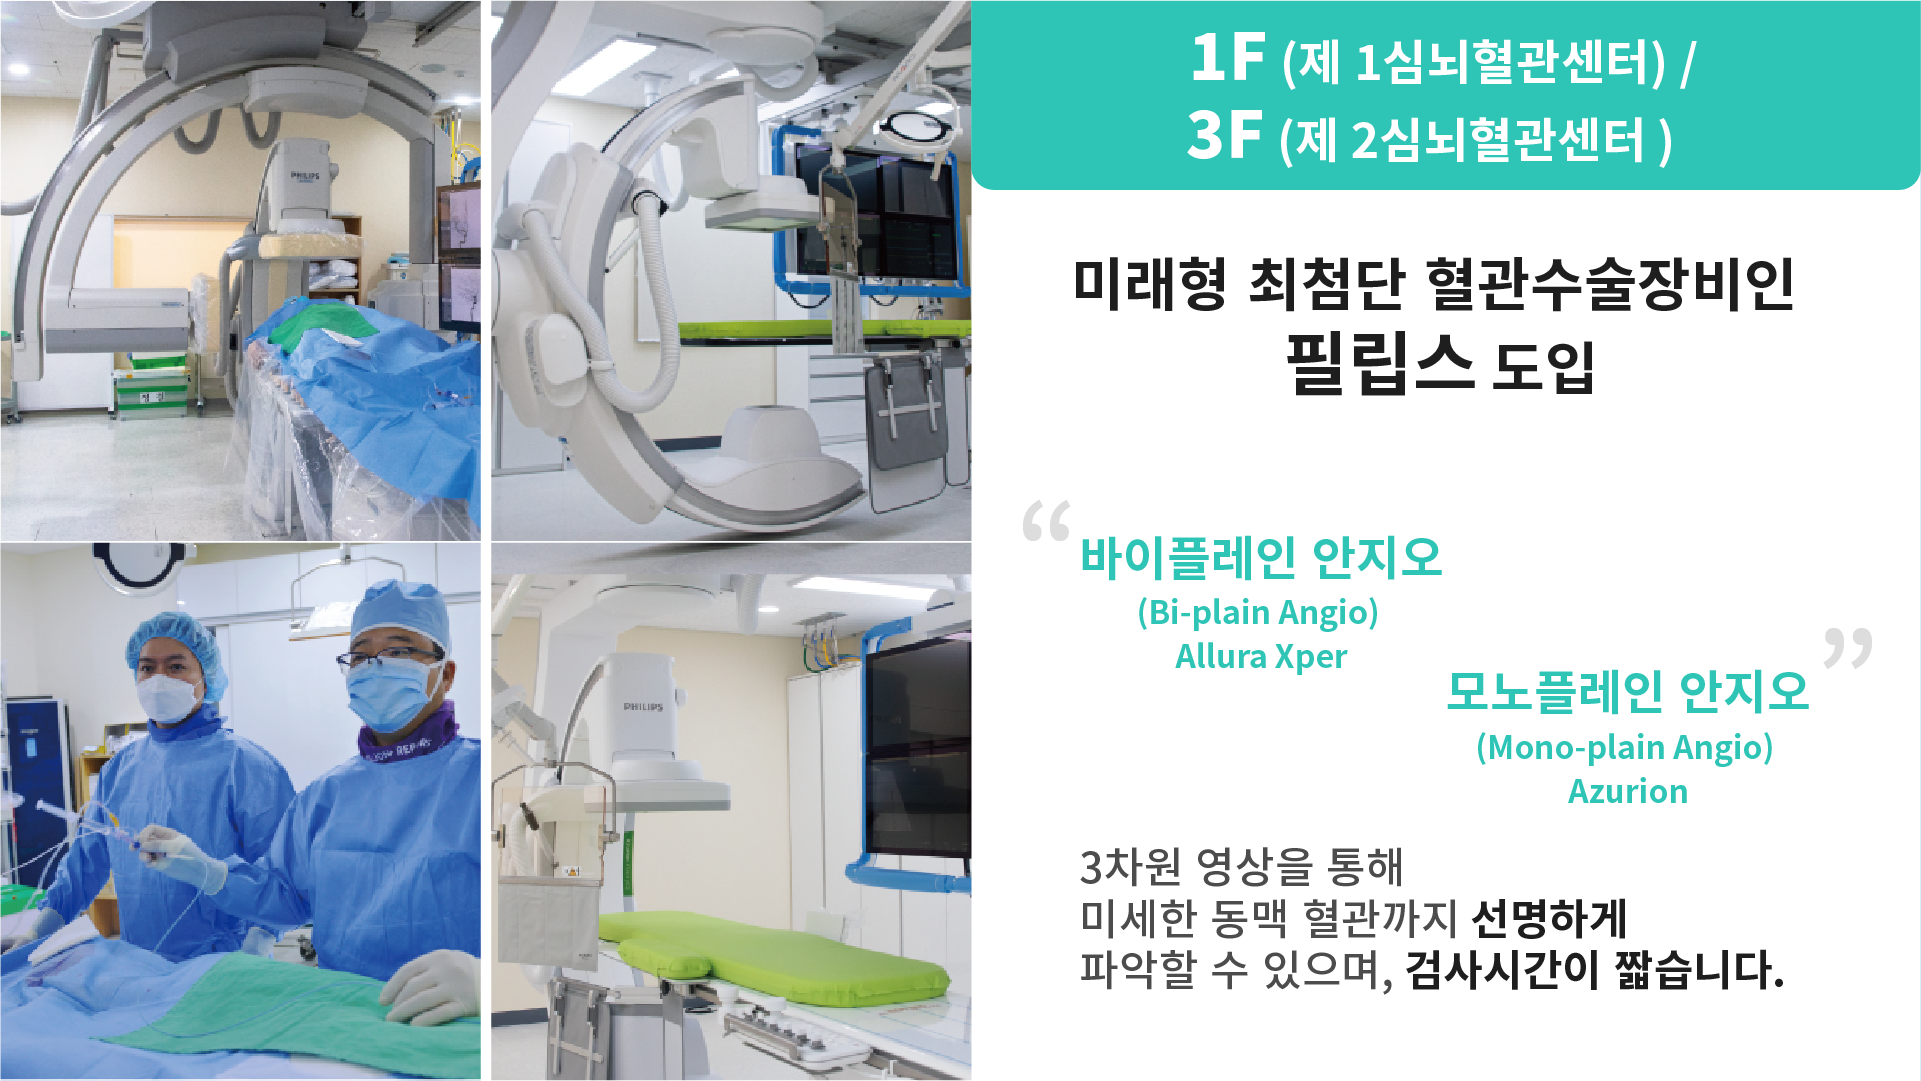 1F (제 1심뇌혈관센터) /
3F (제 2심뇌혈관센터 )
미래형 최첨단 혈관수술장비인
필립스 도입
“
바이플레인 안지오
(Bi-plain Angio)
Allura Xper
”
모노플레인 안지오
(Mono-plain Angio)
Azurion
3차원 영상을 통해
미세한 동맥 혈관까지 선명하게
파악할 수 있으며, 검사시간이 짧습니다.
PHILIPS
PHILIPS